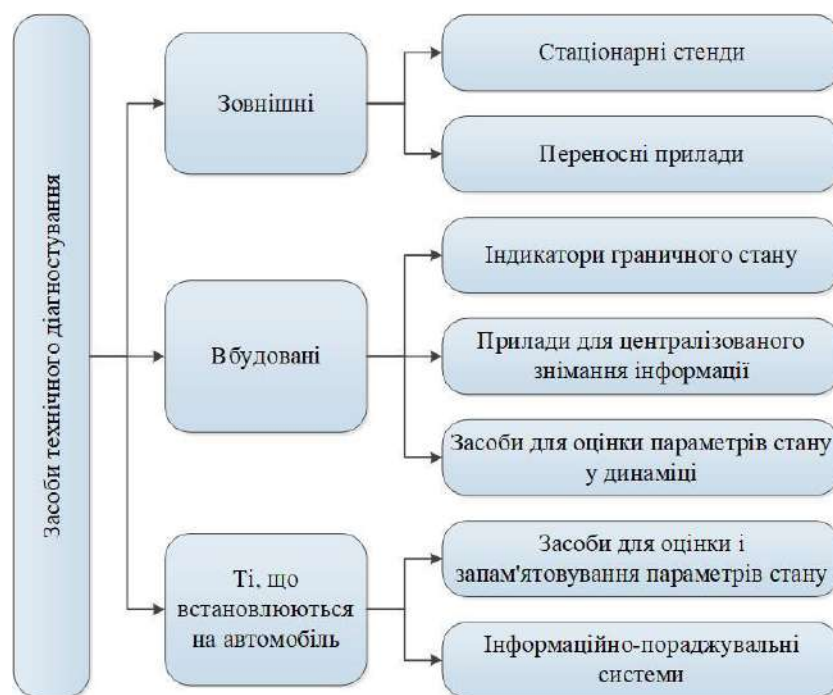 Засоби технічного діагностування
Зовнішні
Стаціонарні стенди
Переносні прилади
Вбудовані
Індикатори граничного стану
Прилади для централізованого
знімання інформації
Засоби для оцінки параметрів стану
у динаміці
Ті, що
встановлюються
на автомобіль
Засоби для оцінки і
запам'ятовування параметрів стану
Інформаційно-пораджувальні
системи